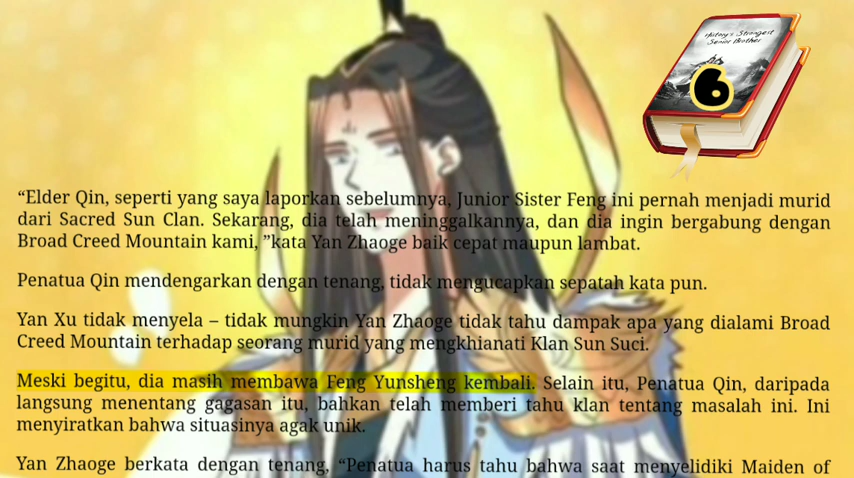 History's Strongest
Senior Brother
6
“Elder Qin, seperti yang saya laporkan sebelumnya, Junior Sister Feng ini pernah menjadi murid
dari Sacred Sun Clan. Sekarang, dia telah meninggalkannya, dan dia ingin bergabung dengan
Broad Creed Mountain kami, ”kata Yan Zhaoge baik cepat maupun lambat.
Penatua Qin mendengarkan dengan tenang, tidak mengucapkan sepatah kata pun.
Yan Xu tidak menyela – tidak mungkin Yan Zhaoge tidak tahu dampak apa yang dialami Broad
Creed Mountain terhadap seorang murid yang mengkhianati Klan Sun Suci.
Meski begitu, dia masih membawa Feng Yunsheng kembali. Selain itu, Penatua Qin, daripada
langsung menentang gagasan itu, bahkan telah memberi tahu klan tentang masalah ini. Ini
menyiratkan bahwa situasinya agak unik.
Yan Zhaoge berkata dengan tenang, “Penatua harus tahu bahwa saat menyelidiki Maiden of